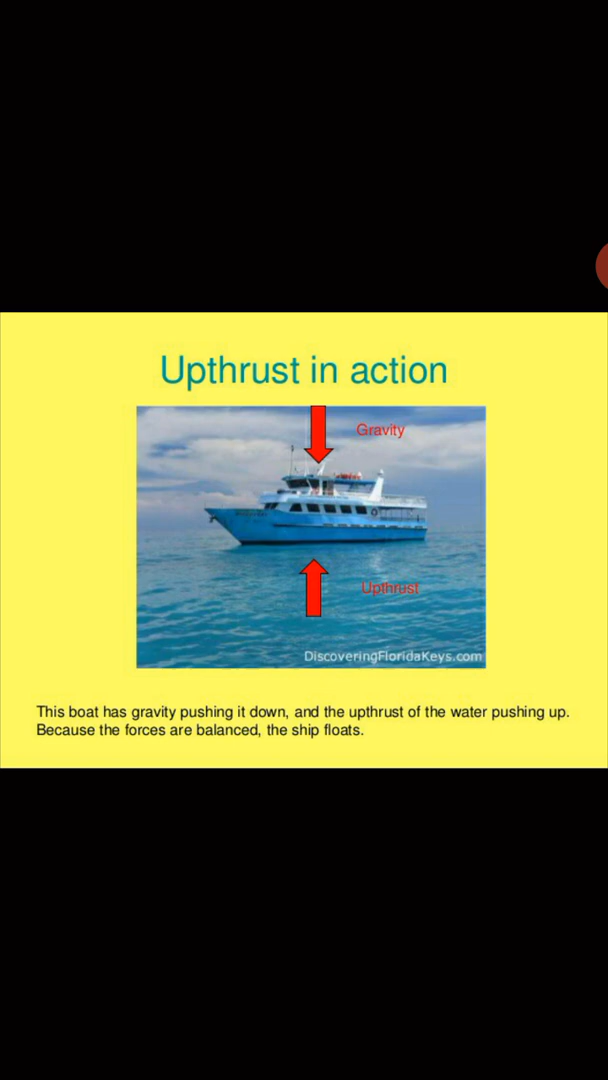 Upthrust in action
Gravity
Upthrust
DiscoveringFloridaKeys.com
This boat has gravity pushing it down, and the upthrust of the water pushing up.
Because the forces are balanced, the ship floats.